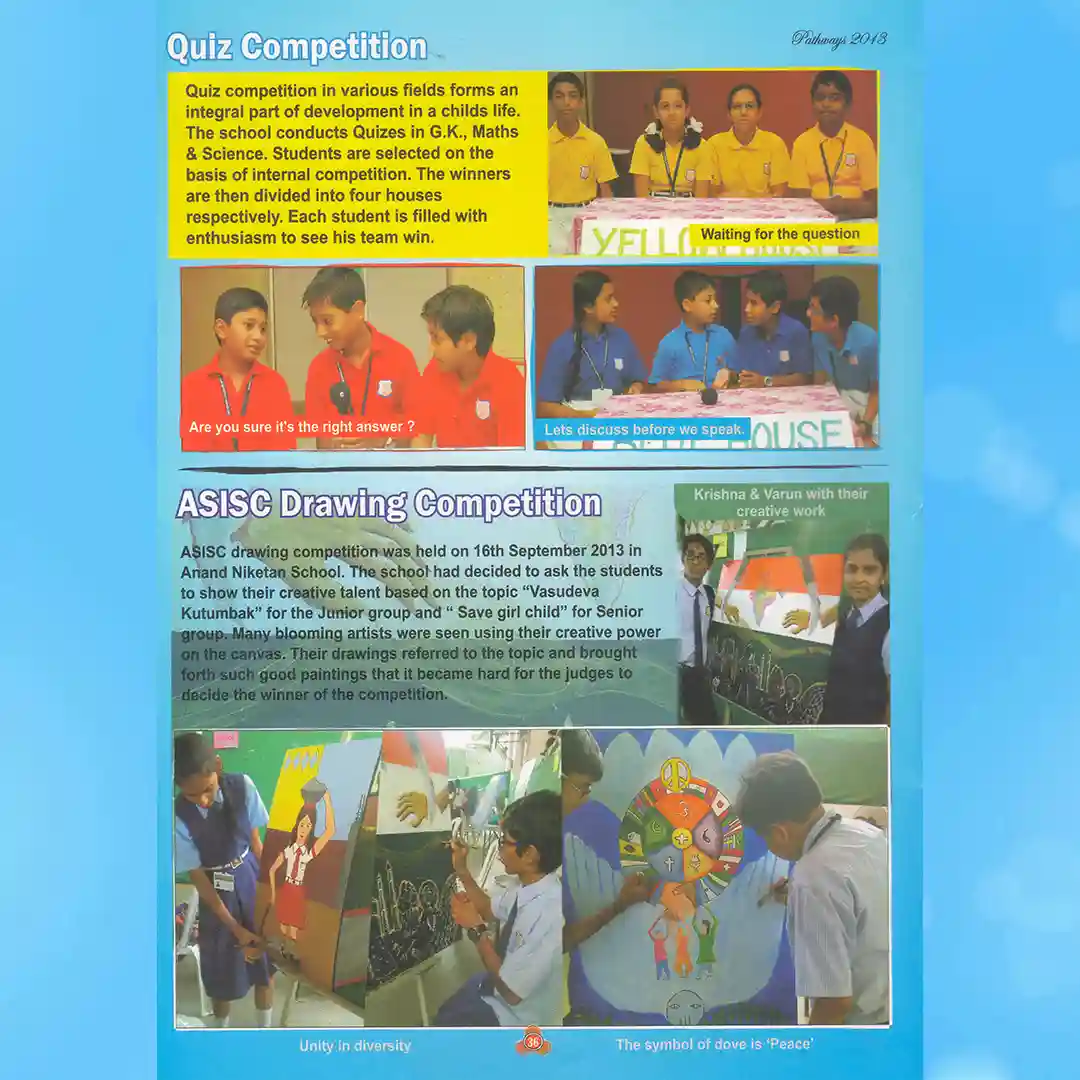 Pathways 2013
Quiz Competition
Quiz competition in various fields forms an
integral part of development in a childs life.
The school conducts Quizes in G.K., Maths
& Science. Students are selected on the
basis of internal competition. The winners
are then divided into four houses
respectively. Each student is filled with
enthusiasm to see his team win.
YELLOW HOUSE
Waiting for the question
Are you sure it's the right answer ?
Lets discuss before we speak.
BLUE HOUSE
ASISC Drawing Competition
ASISC drawing competition was held on 16th September 2013 in
Anand Niketan School. The school had decided to ask the students
to show their creative talent based on the topic “Vasudeva
Kutumbak” for the Junior group and “ Save girl child” for Senior
group. Many blooming artists were seen using their creative power
on the canvas. Their drawings referred to the topic and brought
forth such good paintings that it became hard for the judges to
decide the winner of the competition.
Krishna & Varun with their
creative work
Unity in diversity
36
The symbol of dove is ‘Peace’